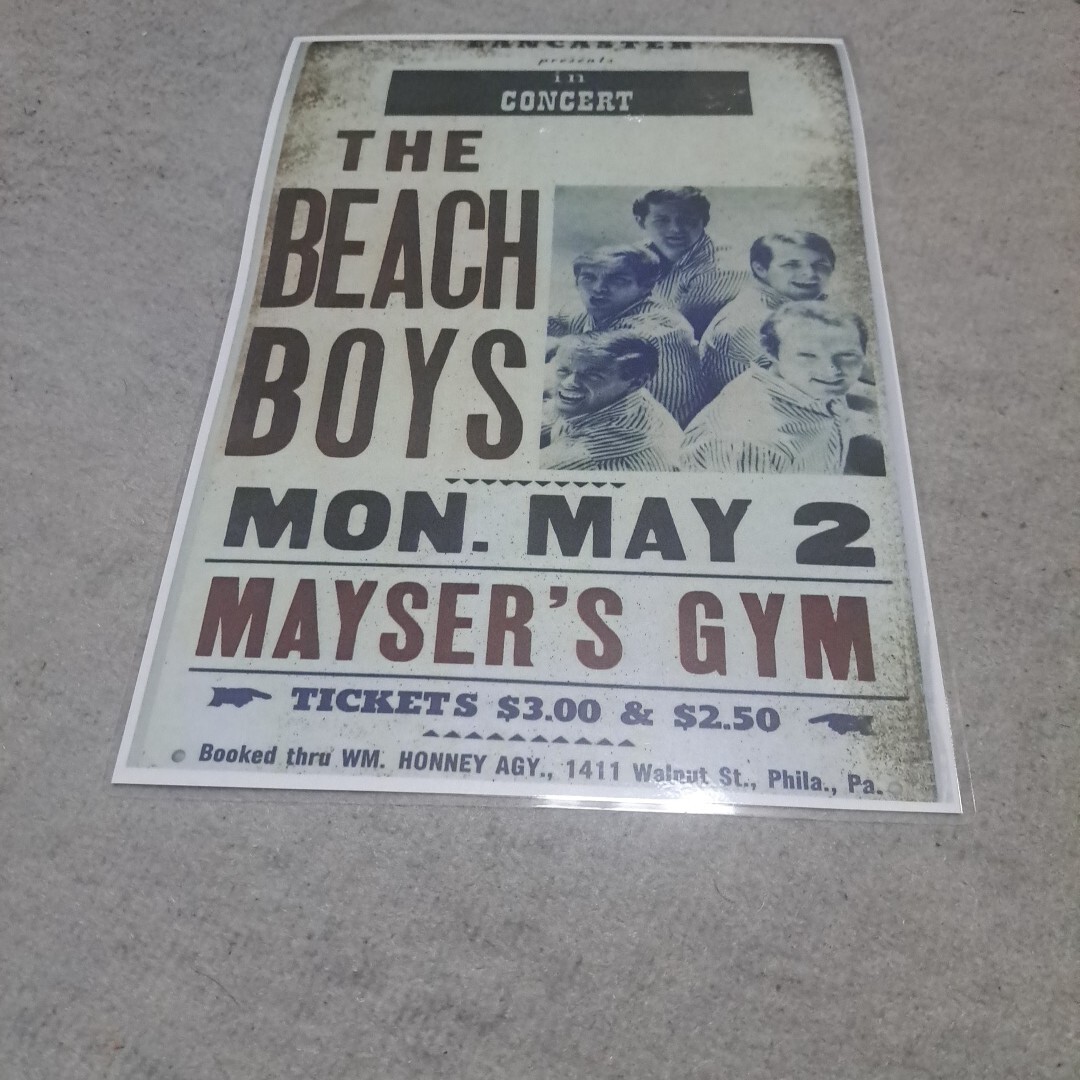 LANCASTER
presents
in
CONCERT
THE
BEACH
BOYS
MON. MAY 2
MAYSER'S GYM
TICKETS $3.00 & $2.50
Booked thru WM. HONNEY AGY., 1411 Walnut St., Phila., Pa.